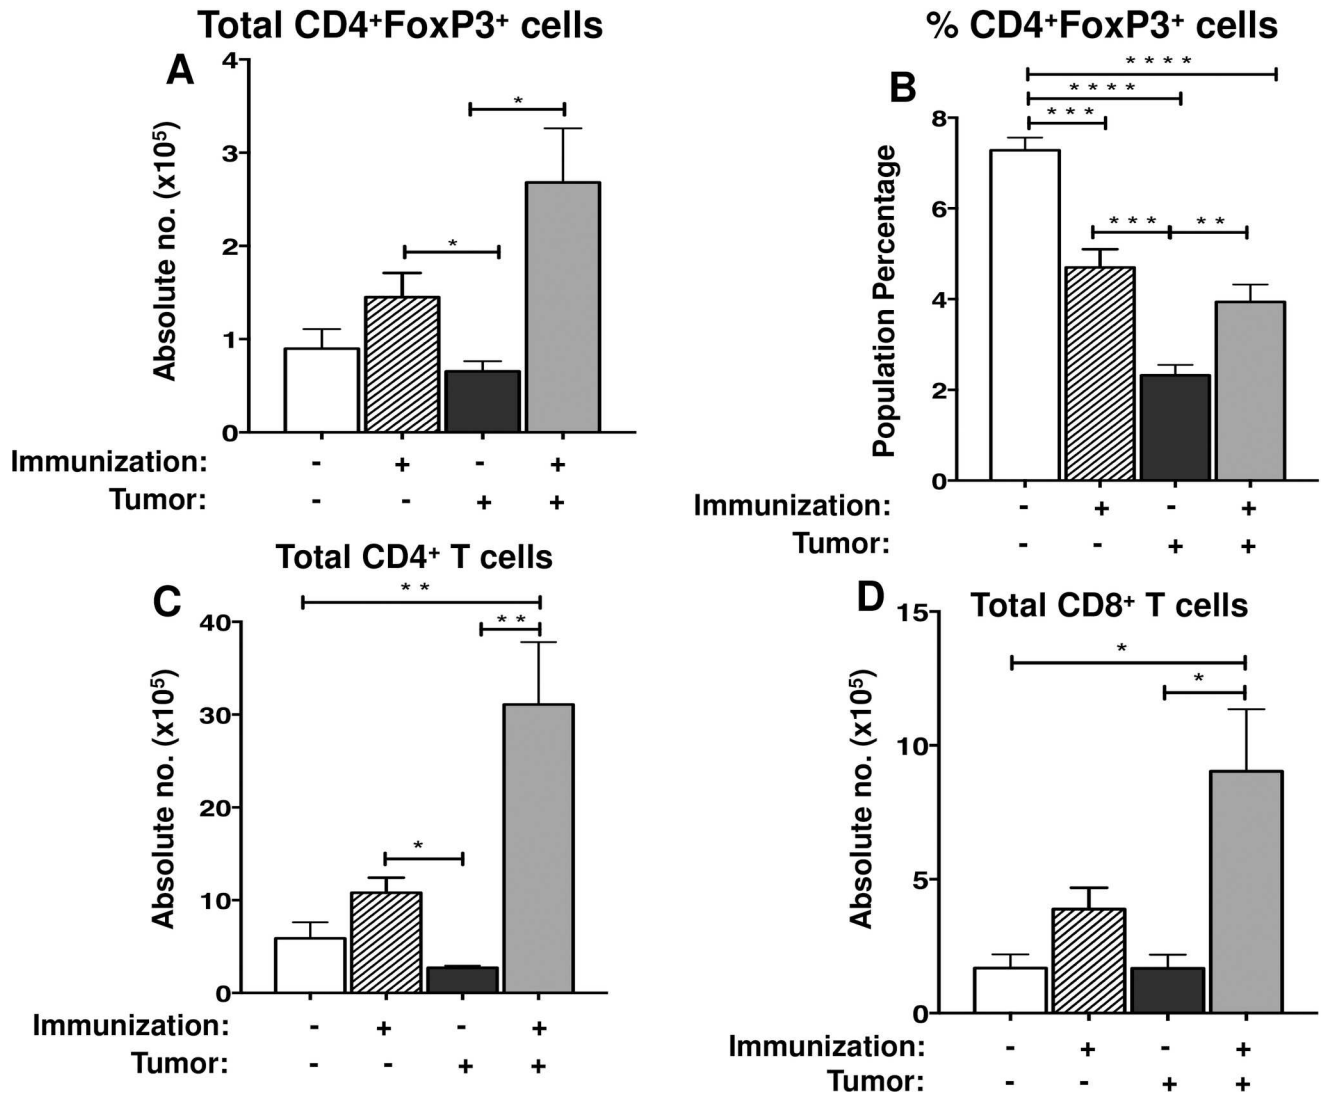 Total CD4⁺FoxP3⁺ cells
A
Absolute no. (x10⁵)
4
3
2
1
0
*
*
Immunization: - + - +
Tumor: - - + +
% CD4⁺FoxP3⁺ cells
B
Population Percentage
8
6
4
2
0
* * * *
* * * *
* * *
* * *
* *
Immunization: - + - +
Tumor: - - + +
Total CD4⁺ T cells
C
Absolute no. (x10⁵)
40
30
20
10
0
* *
* *
*
Immunization: - + - +
Tumor: - - + +
D
Total CD8⁺ T cells
Absolute no. (x10⁵)
15
10
5
0
*
*
Immunization: - + - +
Tumor: - - + +